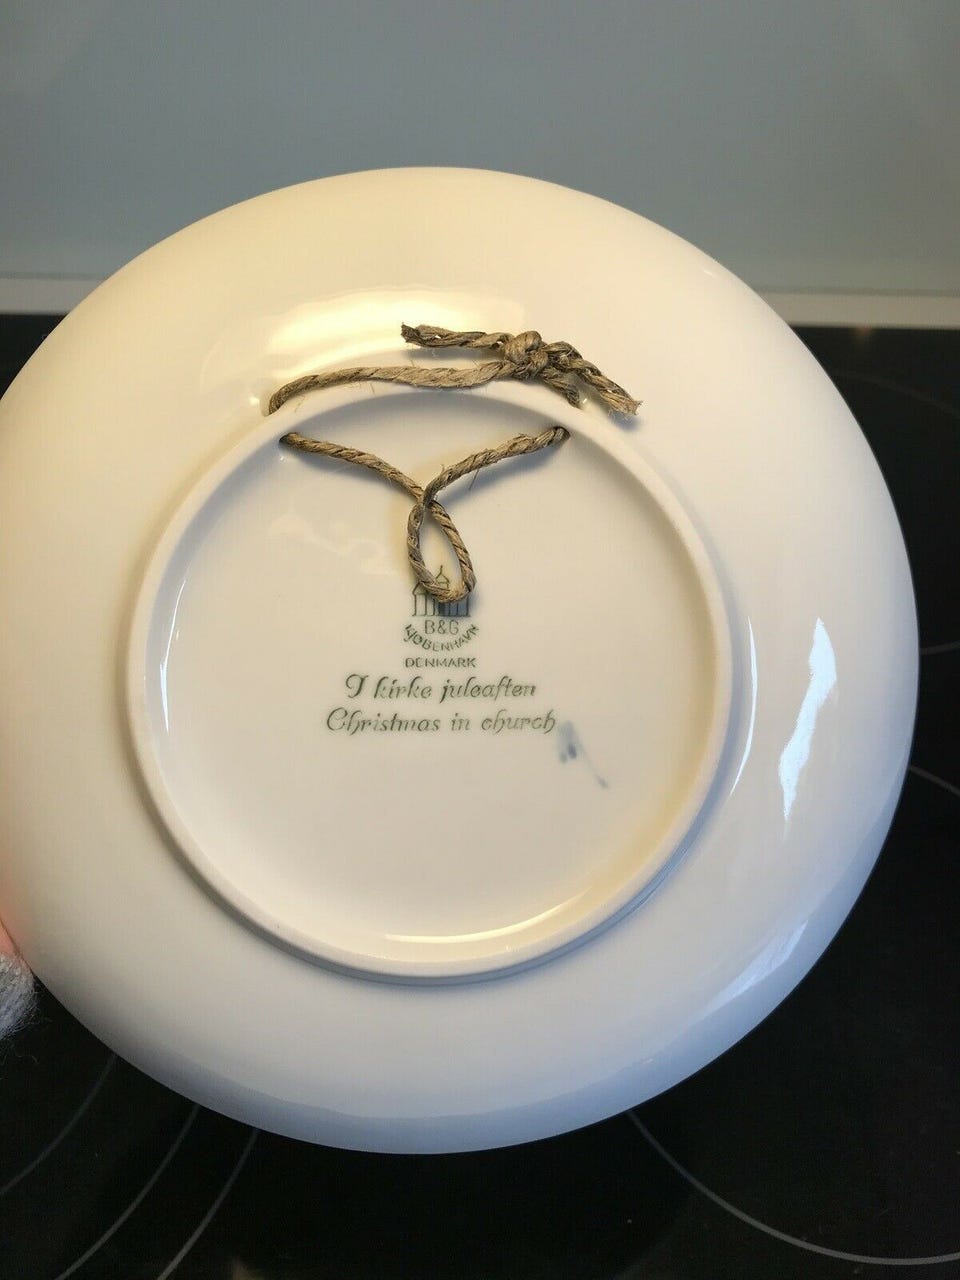 B&G
KJØBENHAVN
DENMARK
I kirke juleaften
Christmas in church